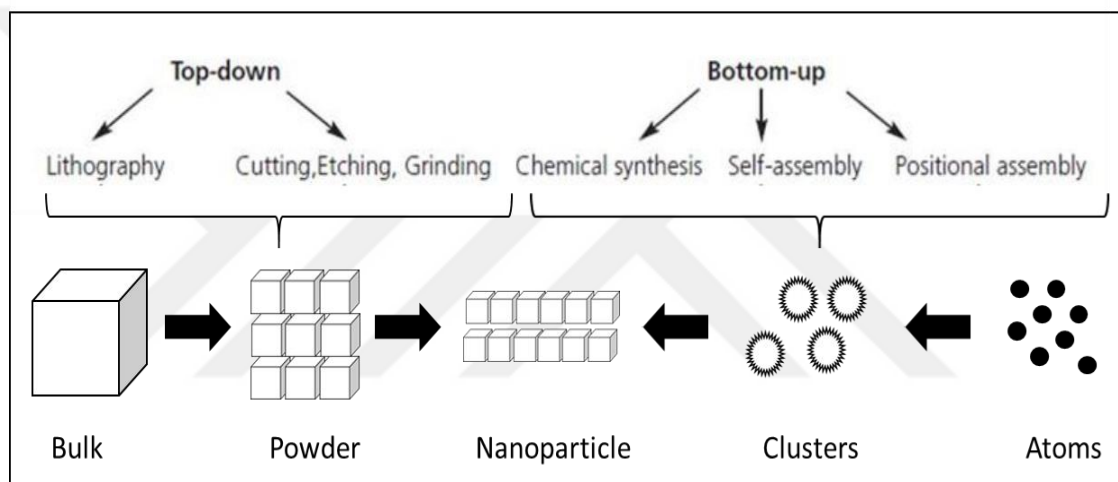 Top-down
Bottom-up
Lithography
Cutting,Etching, Grinding
Chemical synthesis
Self-assembly
Positional assembly
Bulk
Powder
Nanoparticle
Clusters
Atoms